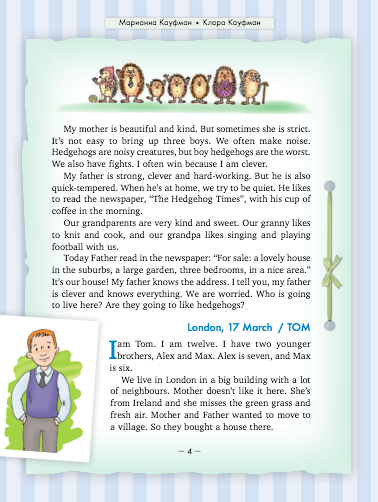 Марианна Кауфман • Клара Кауфман
My mother is beautiful and kind. But sometimes she is strict.
It's not easy to bring up three boys. We often make noise.
Hedgehogs are noisy creatures, but boy hedgehogs are the worst.
We also have fights. I often win because I am clever.
My father is strong, clever and hard-working. But he is also
quick-tempered. When he's at home, we try to be quiet. He likes
to read the newspaper, "The Hedgehog Times", with his cup of
coffee in the morning.
Our grandparents are very kind and sweet. Our granny likes
to knit and cook, and our grandpa likes singing and playing
football with us.
Today Father read in the newspaper: "For sale: a lovely house
in the suburbs, a large garden, three bedrooms, in a nice area."
It's our house! My father knows the address. I tell you, my father
is clever and knows everything. We are worried. Who is going
to live here? Are they going to like hedgehogs?
London, 17 March / TOM
I am Tom. I am twelve. I have two younger
brothers, Alex and Max. Alex is seven, and Max
is six.
We live in London in a big building with a lot
of neighbours. Mother doesn't like it here. She's
from Ireland and she misses the green grass and
fresh air. Mother and Father wanted to move to
a village. So they bought a house there.
— 4 —